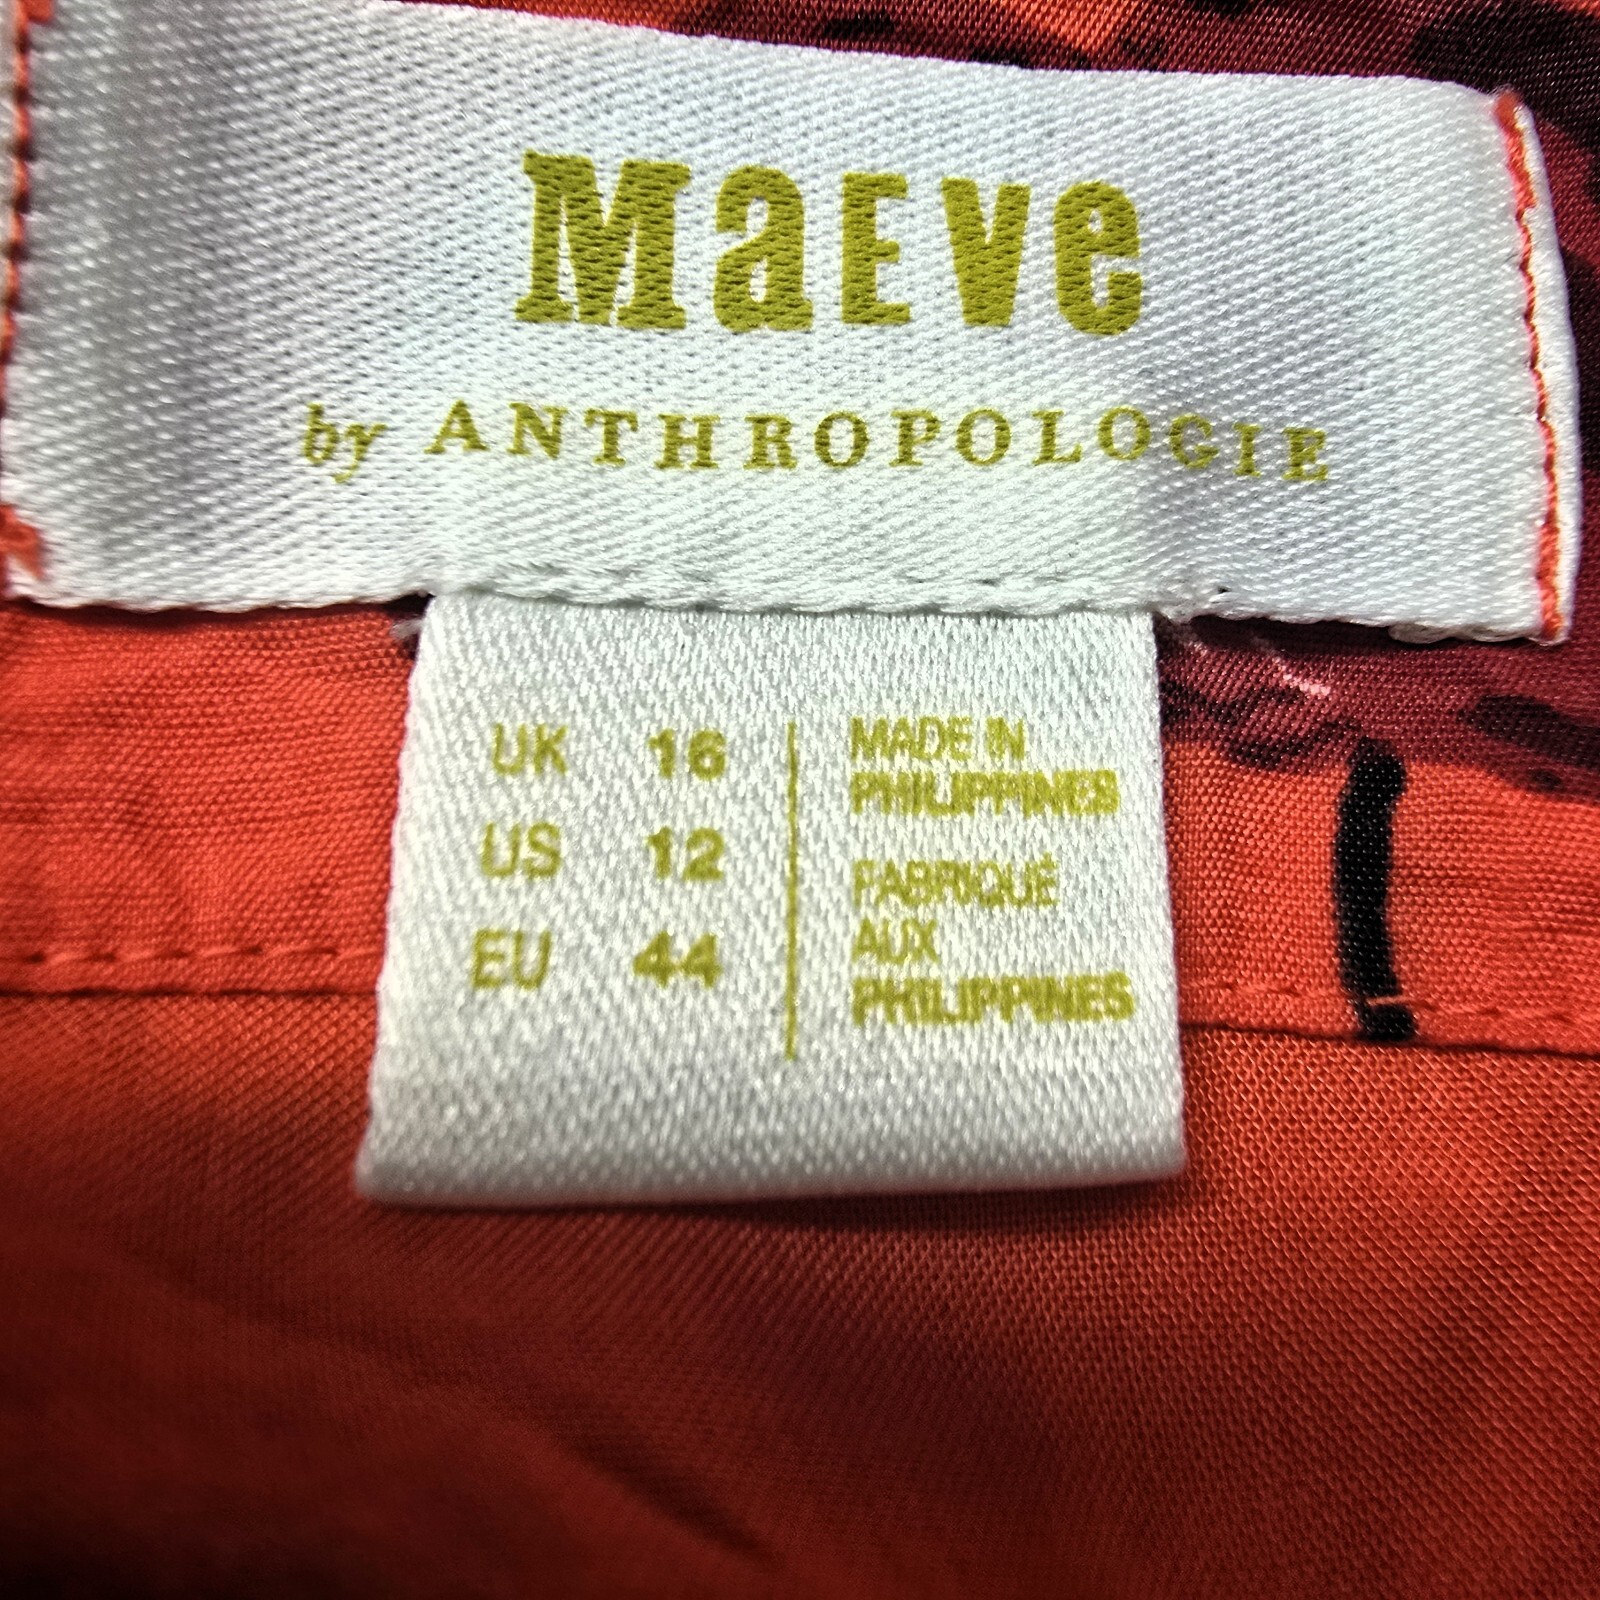 MaEve
by ANTHROPOLOGIE
UK 16
US 12
EU 44
MADE IN
PHILIPPINES
FABRIQUÉ
AUX
PHILIPPINES